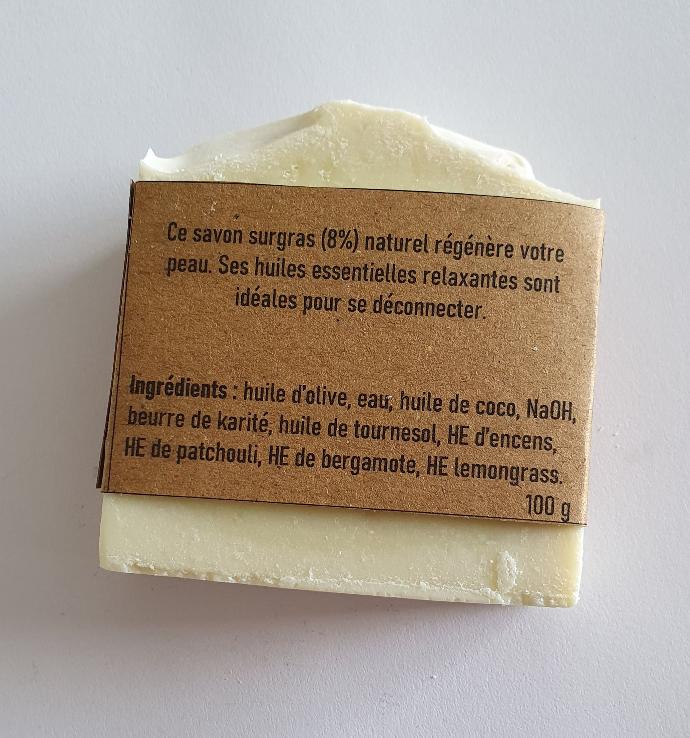 Ce savon surgras (8%) naturel régénère votre
peau. Ses huiles essentielles relaxantes sont
idéales pour se déconnecter.
Ingrédients : huile d'olive, eau, huile de coco, NaOH,
beurre de karité, huile de tournesol, HE d'encens,
HE de patchouli, HE de bergamote, HE lemongrass.
100 g